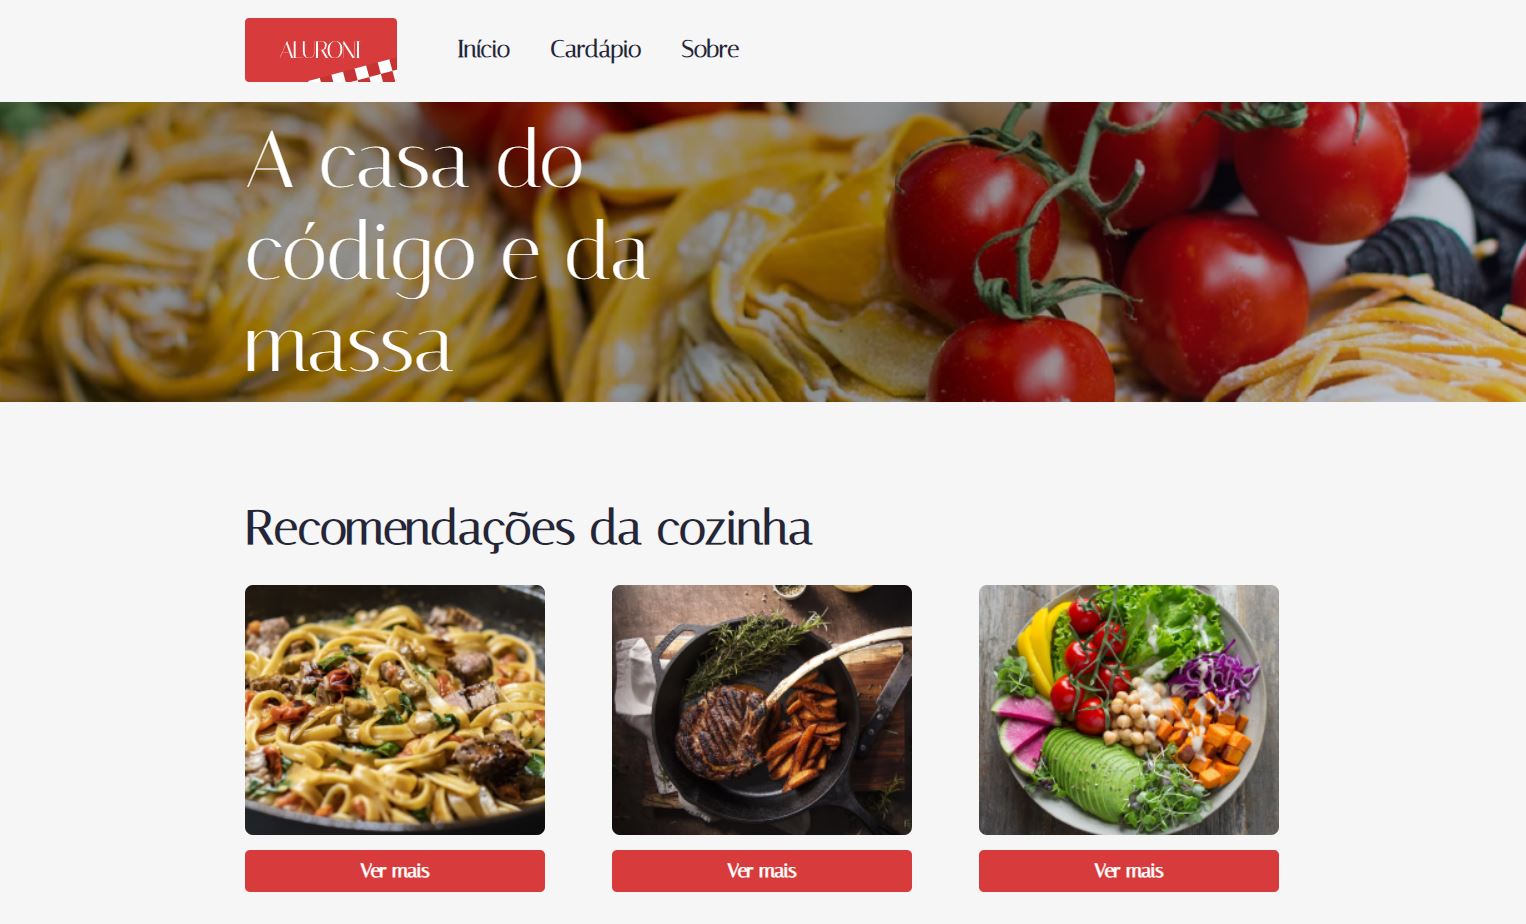 ALURONI
Início Cardápio Sobre
A casa do
código e da
massa
Recomendações da cozinha
Ver mais Ver mais Ver mais